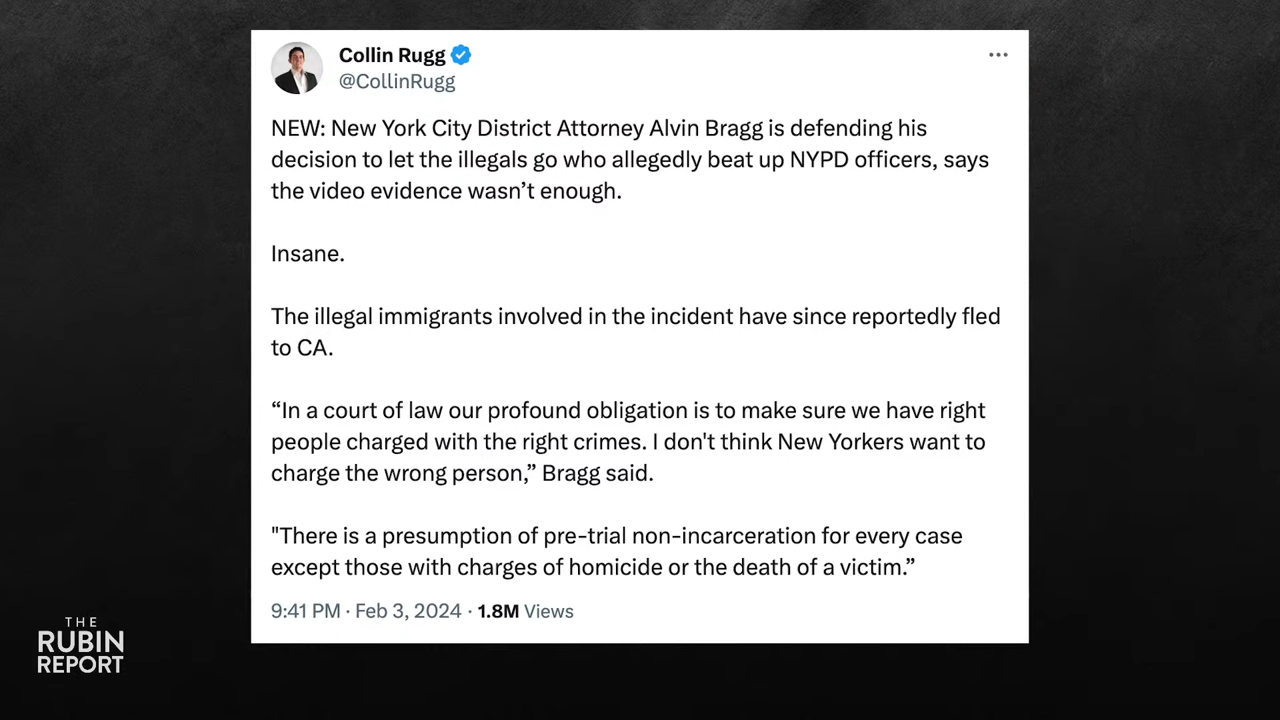 Collin Rugg
@CollinRugg
NEW: New York City District Attorney Alvin Bragg is defending his
decision to let the illegals go who allegedly beat up NYPD officers, says
the video evidence wasn’t enough.
Insane.
The illegal immigrants involved in the incident have since reportedly fled
to CA.
“In a court of law our profound obligation is to make sure we have right
people charged with the right crimes. I don't think New Yorkers want to
charge the wrong person,” Bragg said.
"There is a presumption of pre-trial non-incarceration for every case
except those with charges of homicide or the death of a victim.”
9:41 PM · Feb 3, 2024 · 1.8M Views
THE
RUBIN
REPORT